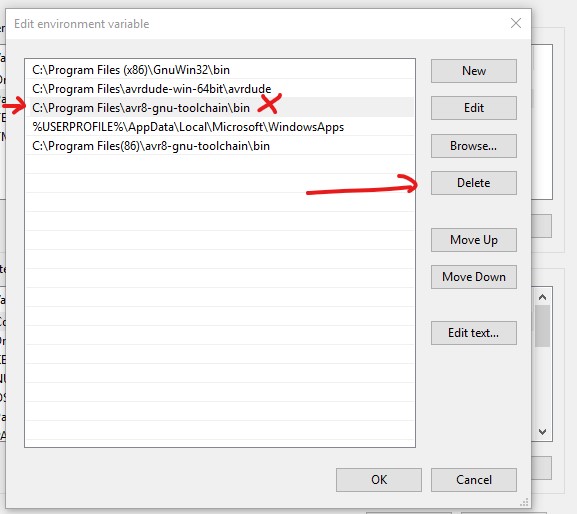 Edit environment variable
C:\Program Files (x86)\GnuWin32\bin
C:\Program Files\avrdude-win-64bit\avrdude
C:\Program Files\avr8-gnu-toolchain\bin
%USERPROFILE%\AppData\Local\Microsoft\WindowsApps
C:\Program Files(86)\avr8-gnu-toolchain\bin
New
Edit
Browse...
Delete
Move Up
Move Down
Edit text...
OK
Cancel